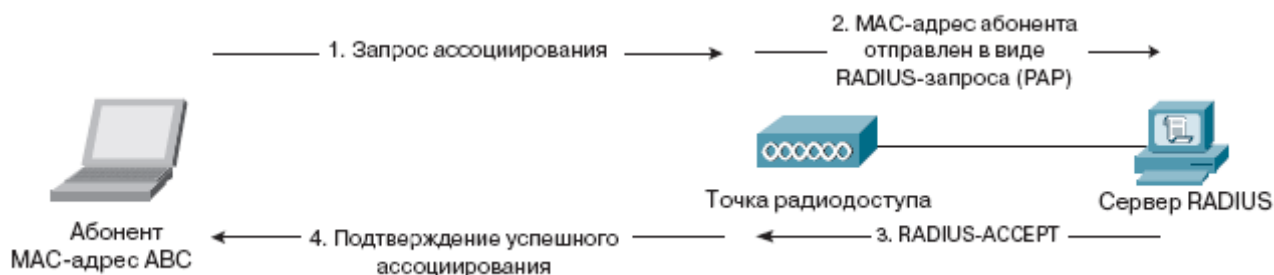 1. Запрос ассоциирования
2. MAC-адрес абонента
отправлен в виде
RADIUS-запроса (PAP)
Точка радиодоступа
Сервер RADIUS
Абонент
MAC-адрес ABC
4. Подтверждение успешного
ассоциирования
3. RADIUS-ACCEPT